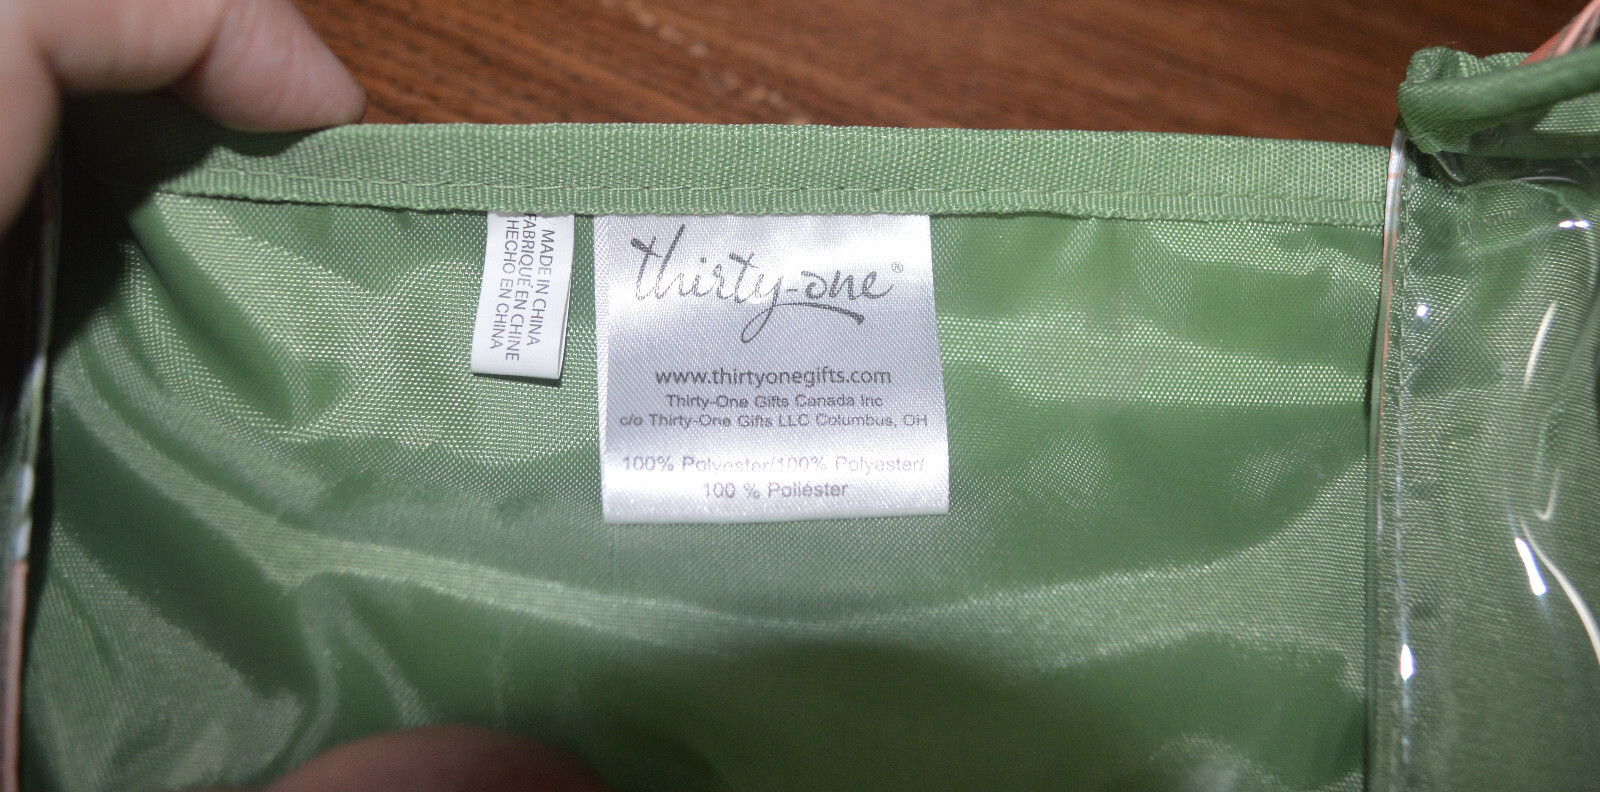 MADE IN CHINA
FABRIQUE EN CHINE
HECHO EN CHINA
thirty-one®
www.thirtyonegifts.com
Thirty-One Gifts Canada Inc
c/o Thirty-One Gifts LLC Columbus, OH
100% Polyester/100% Polyester/
100 % Poliéster